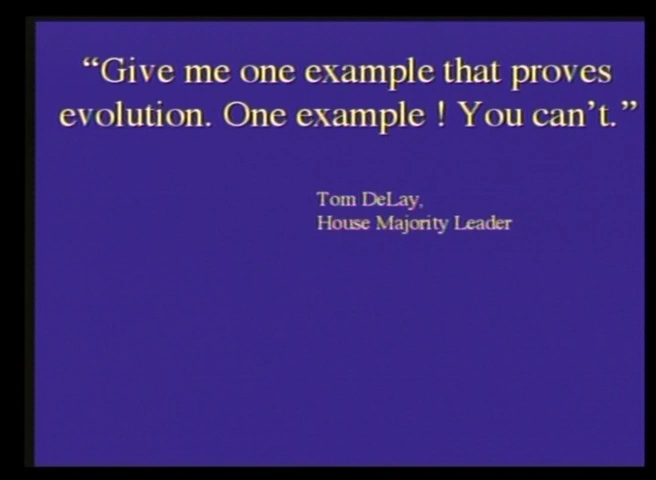 “Give me one example that proves
evolution. One example ! You can’t.”
Tom DeLay,
House Majority Leader